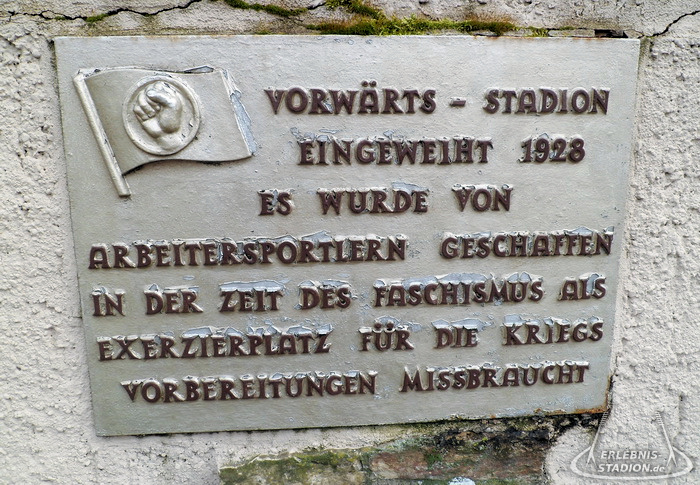 VORWÄRTS - STADION
EINGEWEIHT 1928
ES WURDE VON
ARBEITERSPORTLERN GESCHAFFEN
IN DER ZEIT DES FASCHISMUS ALS
EXERZIERPLATZ FÜR DIE KRIEGS
VORBEREITUNGEN MISSBRAUCHT
ERLEBNIS-
STADION.de